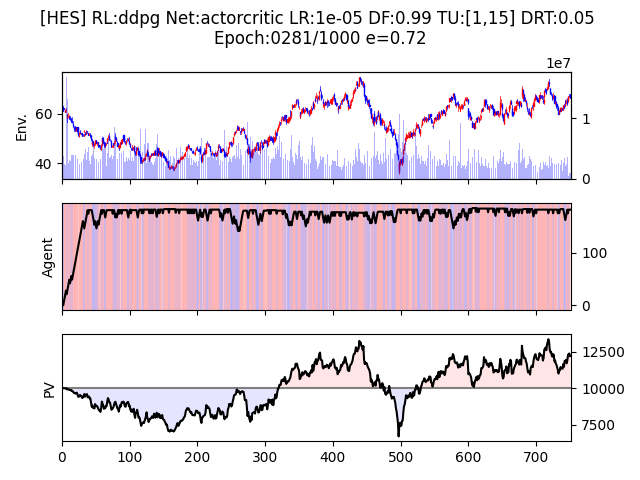 [HES] RL:ddpg Net:actorcritic LR:1e-05 DF:0.99 TU:[1,15] DRT:0.05
Epoch:0281/1000 e=0.72
1e7
Env.
60
40
1
0
Agent
100
0
PV
12500
10000
7500
0 100 200 300 400 500 600 700